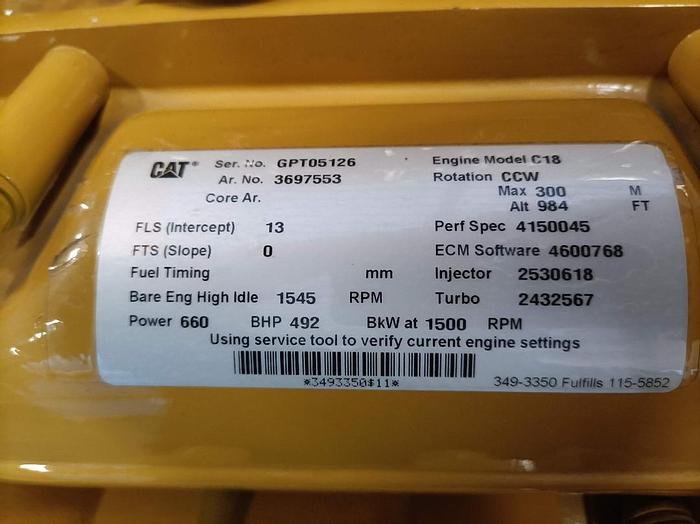 CAT® Ser. No. GPT05126 Engine Model C18
Ar. No. 3697553 Rotation CCW
Core Ar. Max 300 M
Alt 984 FT
FLS (Intercept) 13 Perf Spec 4150045
FTS (Slope) 0 ECM Software 4600768
Fuel Timing mm Injector 2530618
Bare Eng High Idle 1545 RPM Turbo 2432567
Power 660 BHP 492 BkW at 1500 RPM
Using service tool to verify current engine settings
*3493350$11* 349-3350 Fulfills 115-5852